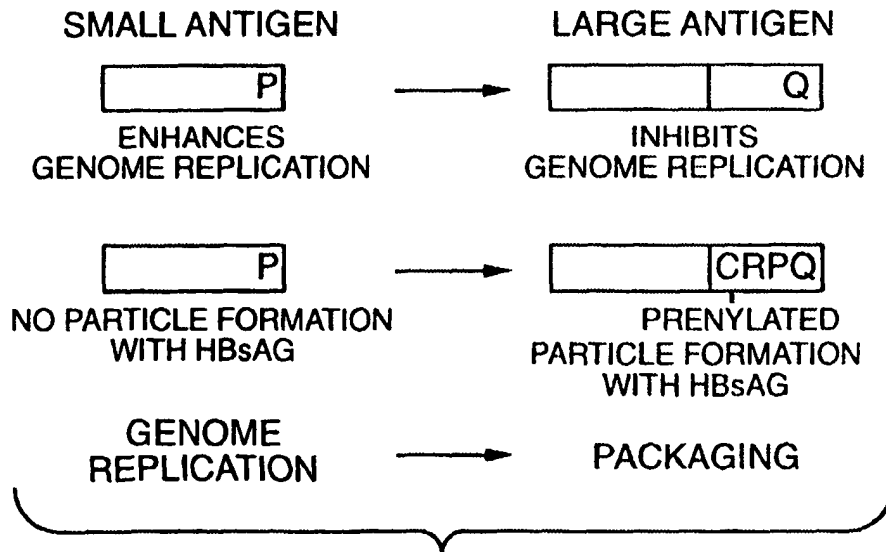 SMALL ANTIGEN
LARGE ANTIGEN
P
Q
ENHANCES
GENOME REPLICATION
INHIBITS
GENOME REPLICATION
P
CRPQ
NO PARTICLE FORMATION
WITH HBsAG
PRENYLATED
PARTICLE FORMATION
WITH HBsAG
GENOME
REPLICATION
PACKAGING